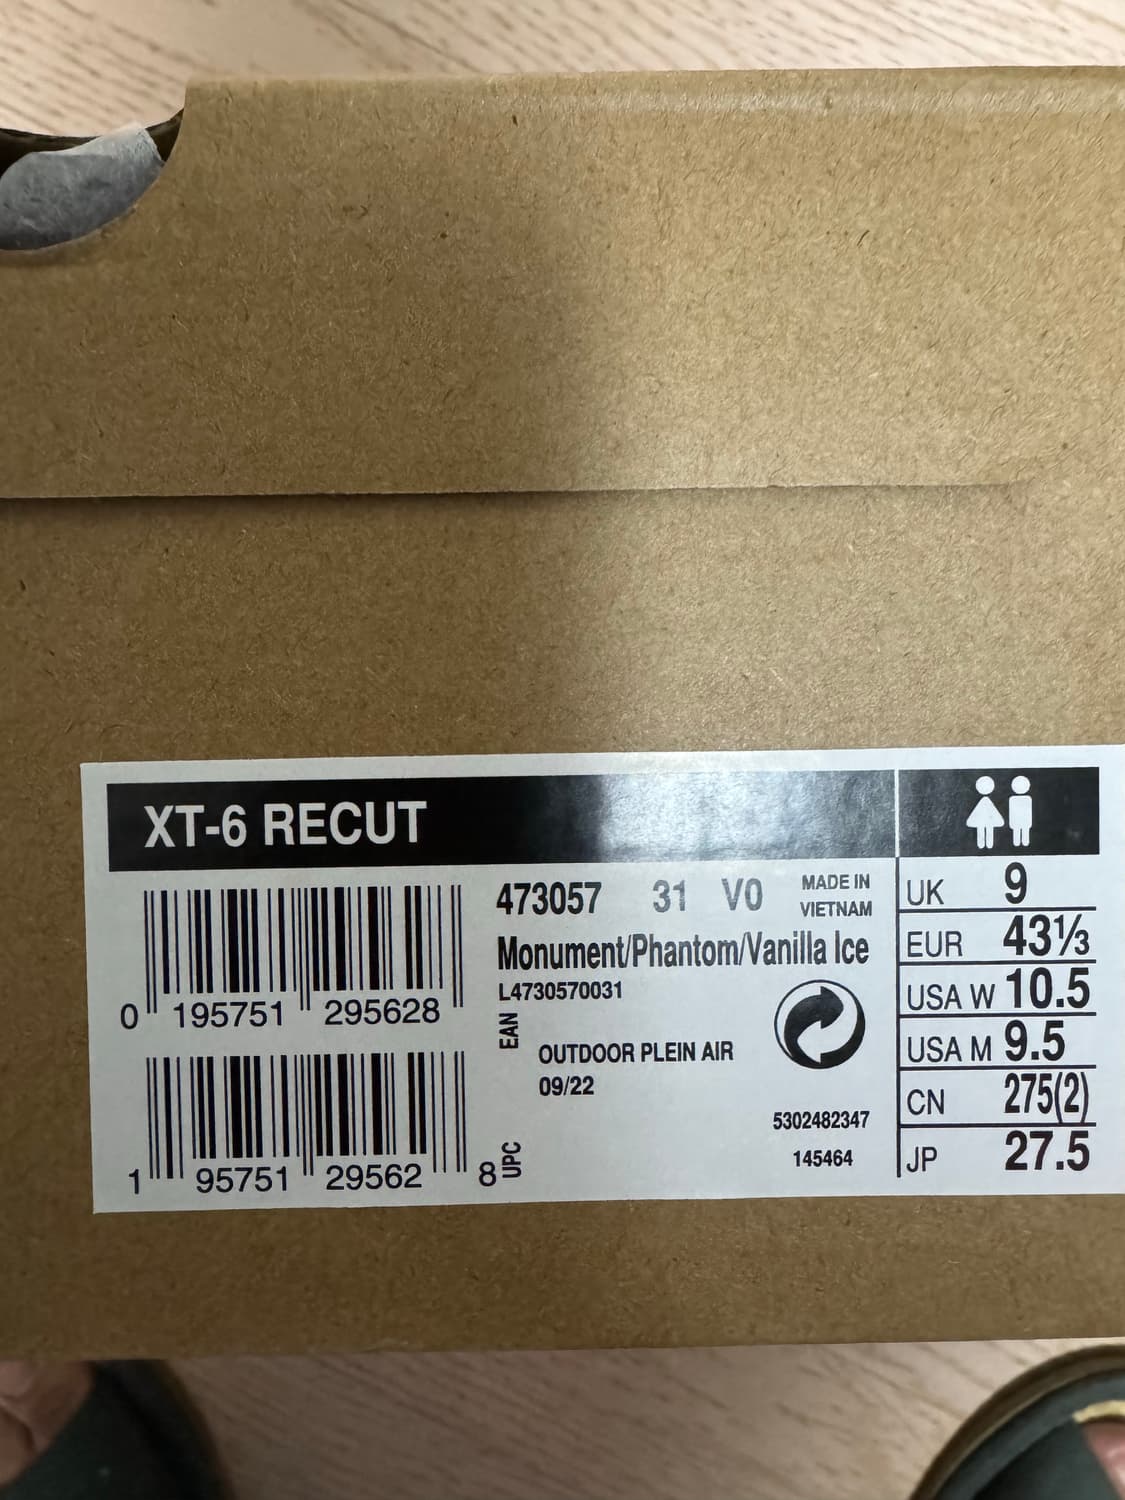 XT-6 RECUT
0 195751 295628
EAN
1 95751 29562 8
UPC
473057 31 V0
MADE IN
VIETNAM
Monument/Phantom/Vanilla Ice
L4730570031
OUTDOOR PLEIN AIR
09/22
5302482347
145464
UK 9
EUR 43⅓
USA W 10.5
USA M 9.5
CN 275(2)
JP 27.5